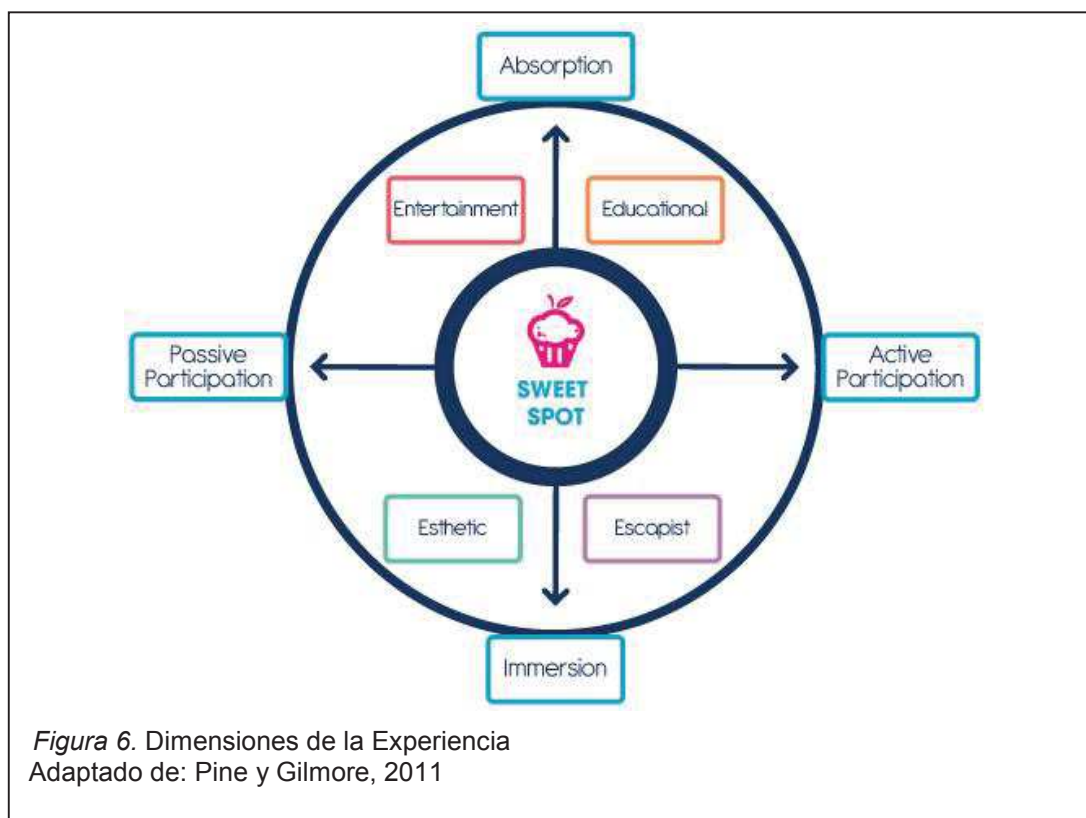 Absorption
Entertainment
Educational
Passive
Participation
SWEET
SPOT
Active
Participation
Esthetic
Escapist
Immersion
Figura 6. Dimensiones de la Experiencia
Adaptado de: Pine y Gilmore, 2011